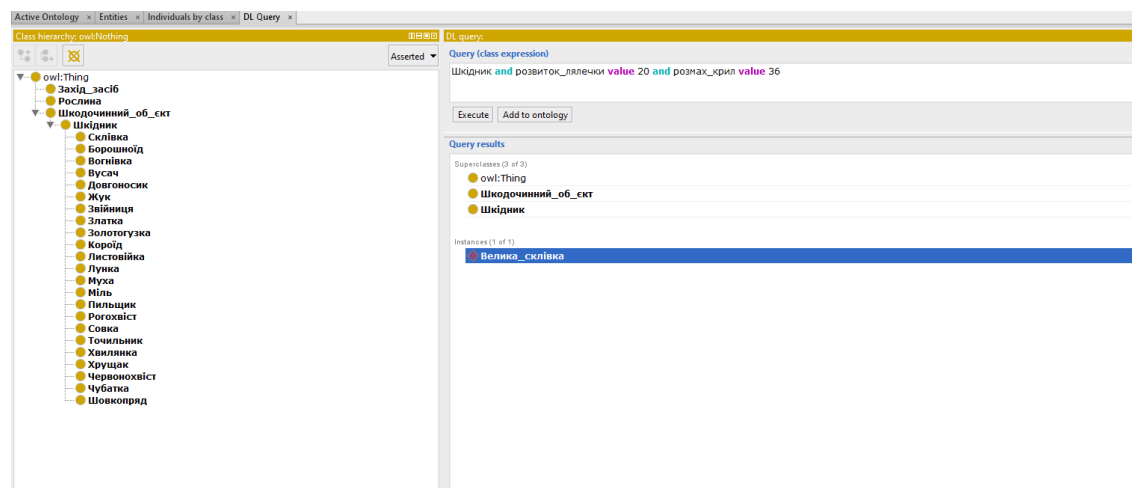 Active Ontology × Entities × Individuals by class × DL Query ×
Class hierarchy: owl:Nothing
Asserted
owl:Thing
Захід_засіб
Рослина
Шкодочинний_об_єкт
Шкідник
Склівка
Борошноїд
Вогнівка
Вусач
Довгоносик
Жук
Звійниця
Златка
Золотогузка
Короїд
Листовійка
Лунка
Муха
Міль
Пильщик
Рогохвіст
Совка
Точильник
Хвилянка
Хрущак
Червонохвіст
Чубатка
Шовкопряд
DL query:
Query (class expression)
Шкідник and розвиток_лялечки value 20 and розмах_крил value 36
Execute Add to ontology
Query results
Superclasses (3 of 3)
owl:Thing
Шкодочинний_об_єкт
Шкідник
Instances (1 of 1)
Велика_склівка